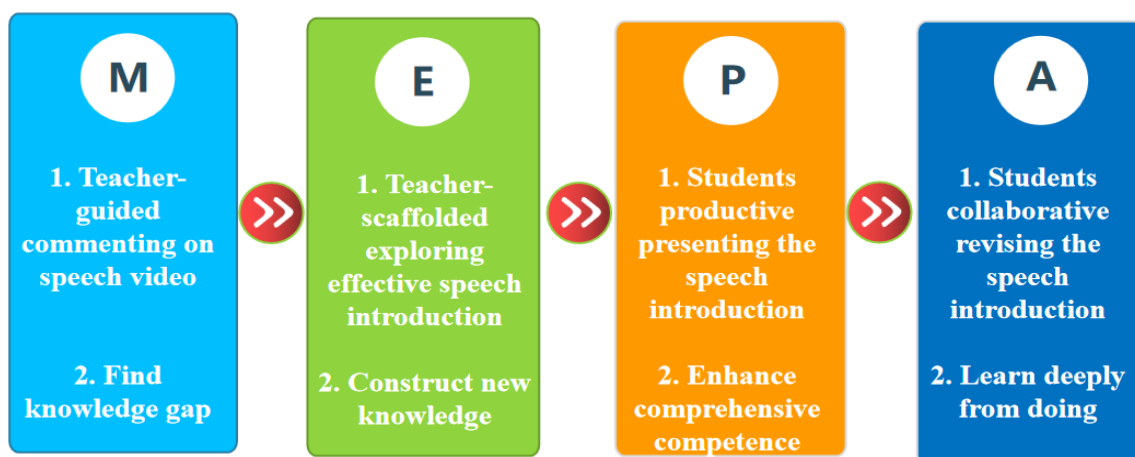 M
1. Teacher-
guided
commenting on
speech video
2. Find
knowledge gap
E
1. Teacher-
scaffolded
exploring
effective speech
introduction
2. Construct new
knowledge
P
1. Students
productive
presenting the
speech
introduction
2. Enhance
comprehensive
competence
A
1. Students
collaborative
revising the
speech
introduction
2. Learn deeply
from doing